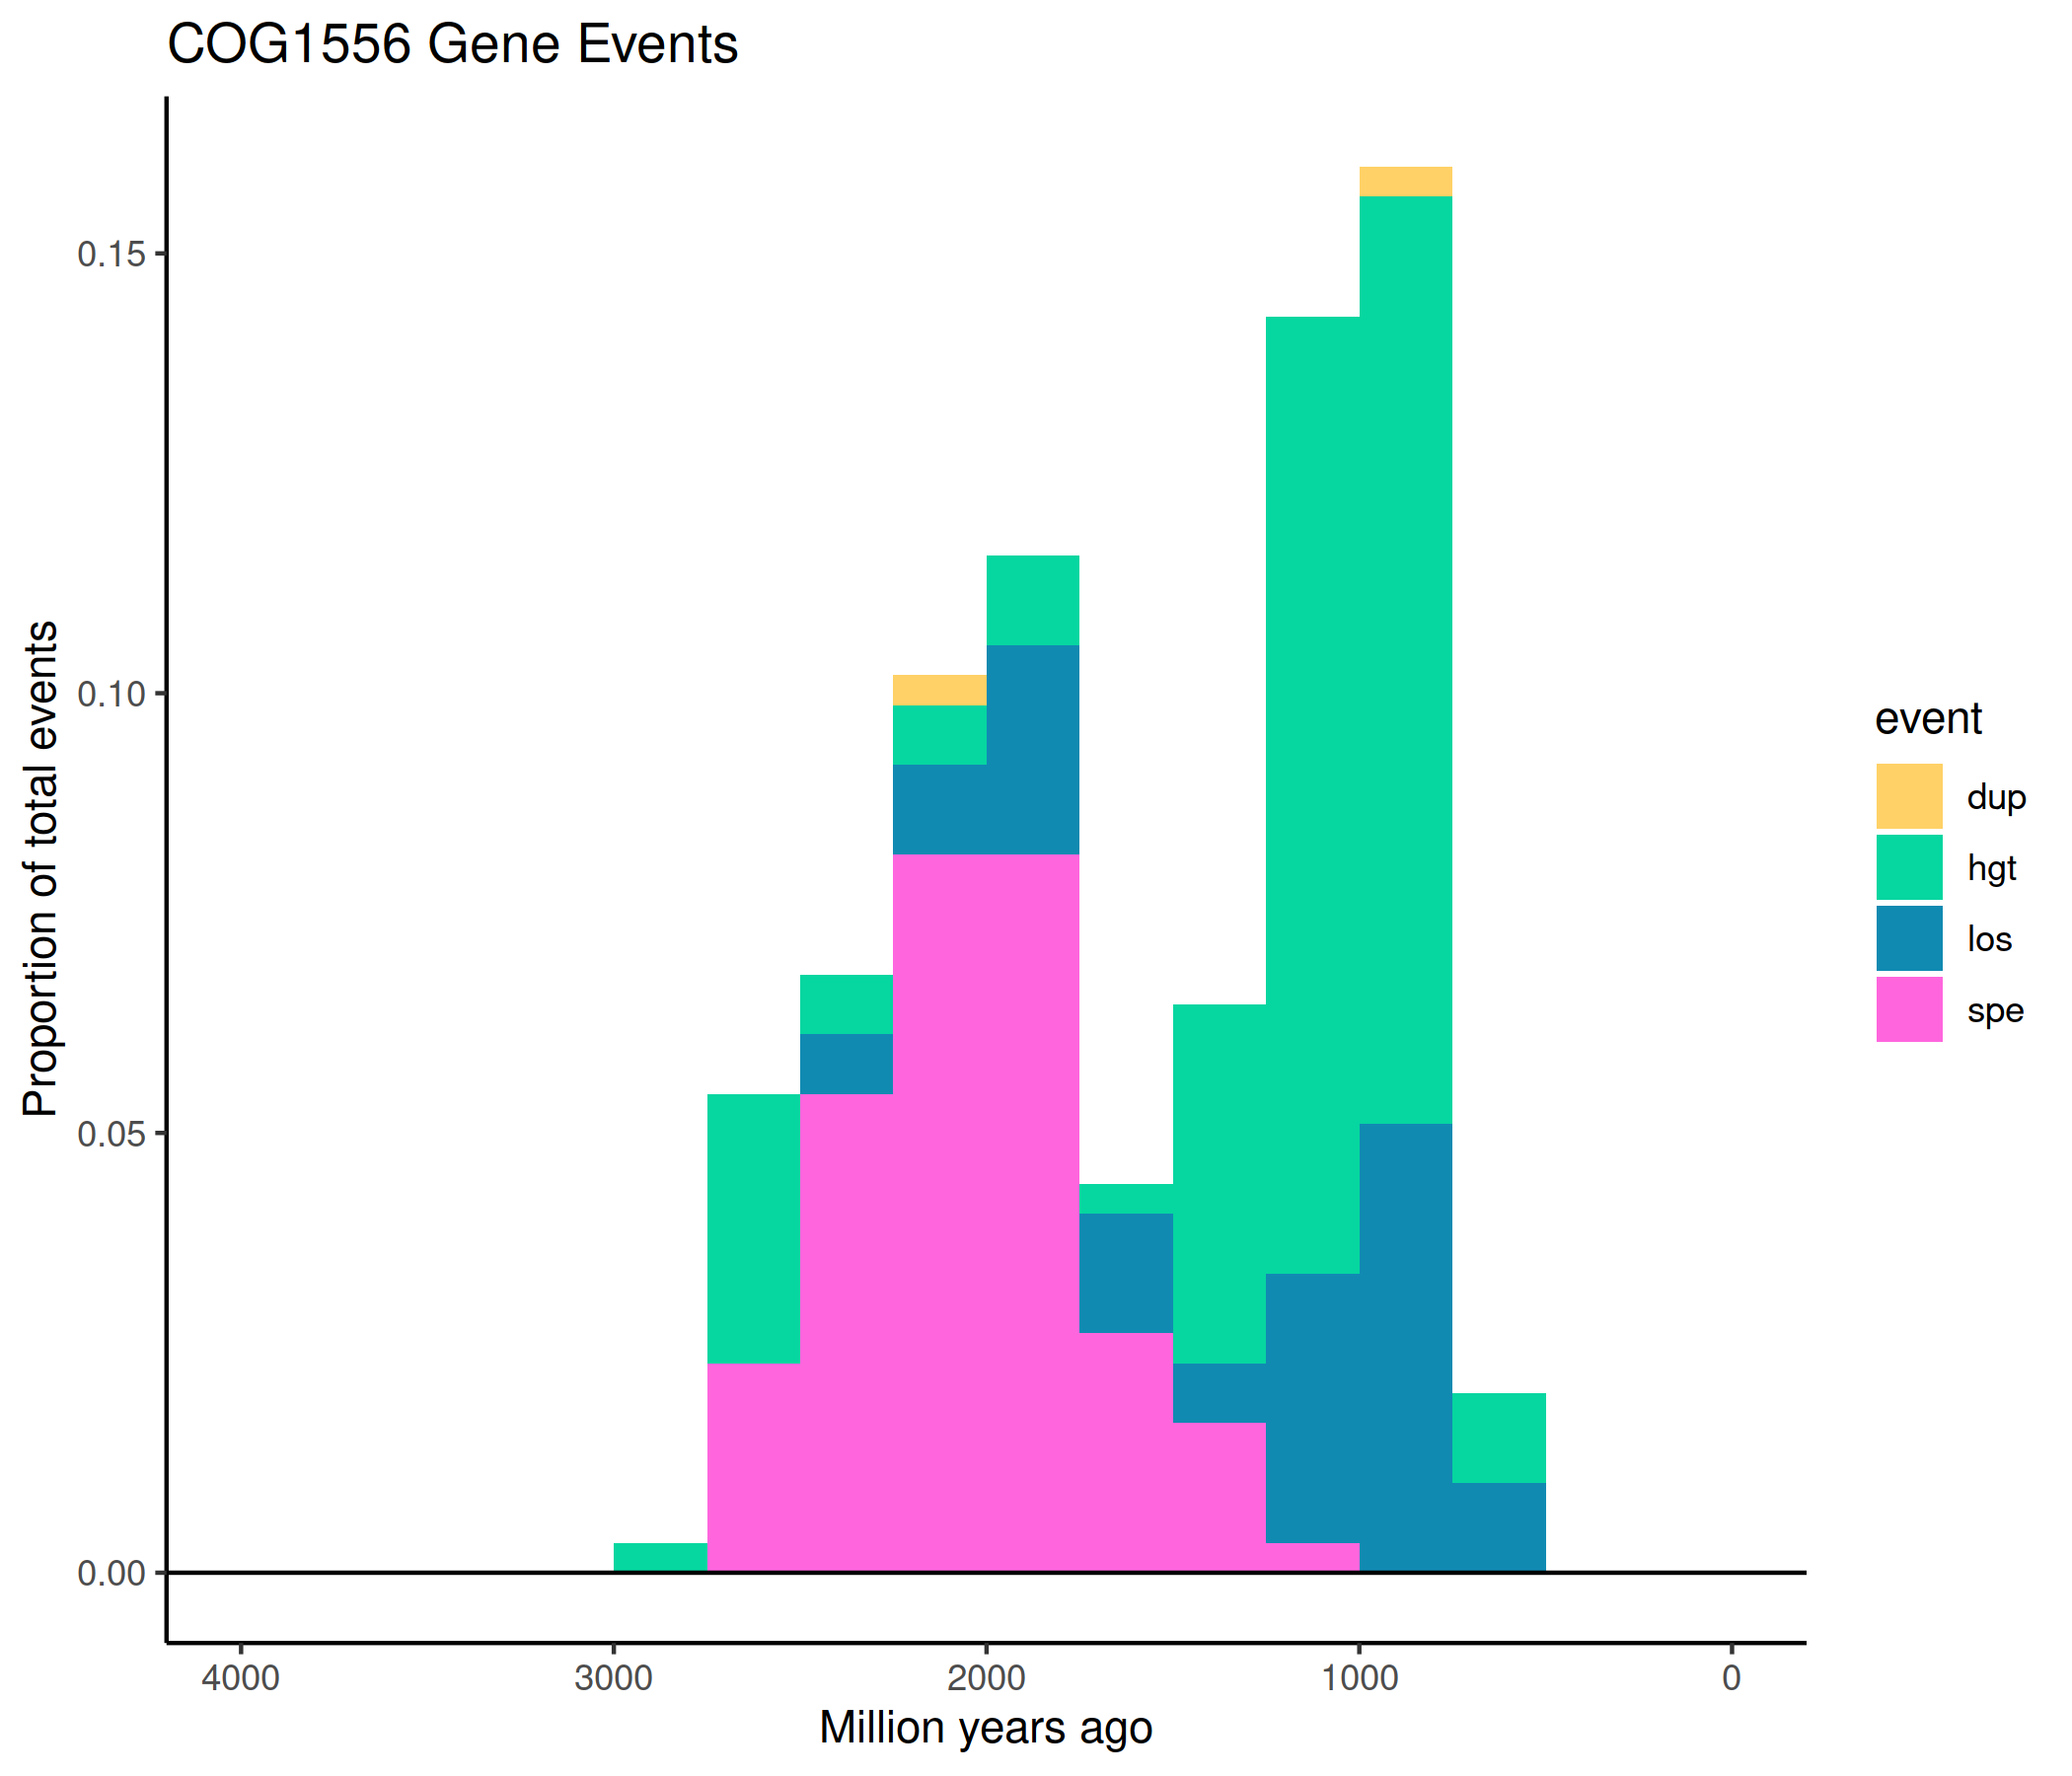 COG1556 Gene Events
Proportion of total events
0.15
0.10
0.05
0.00
4000
3000
2000
1000
0
Million years ago
event
dup
hgt
los
spe